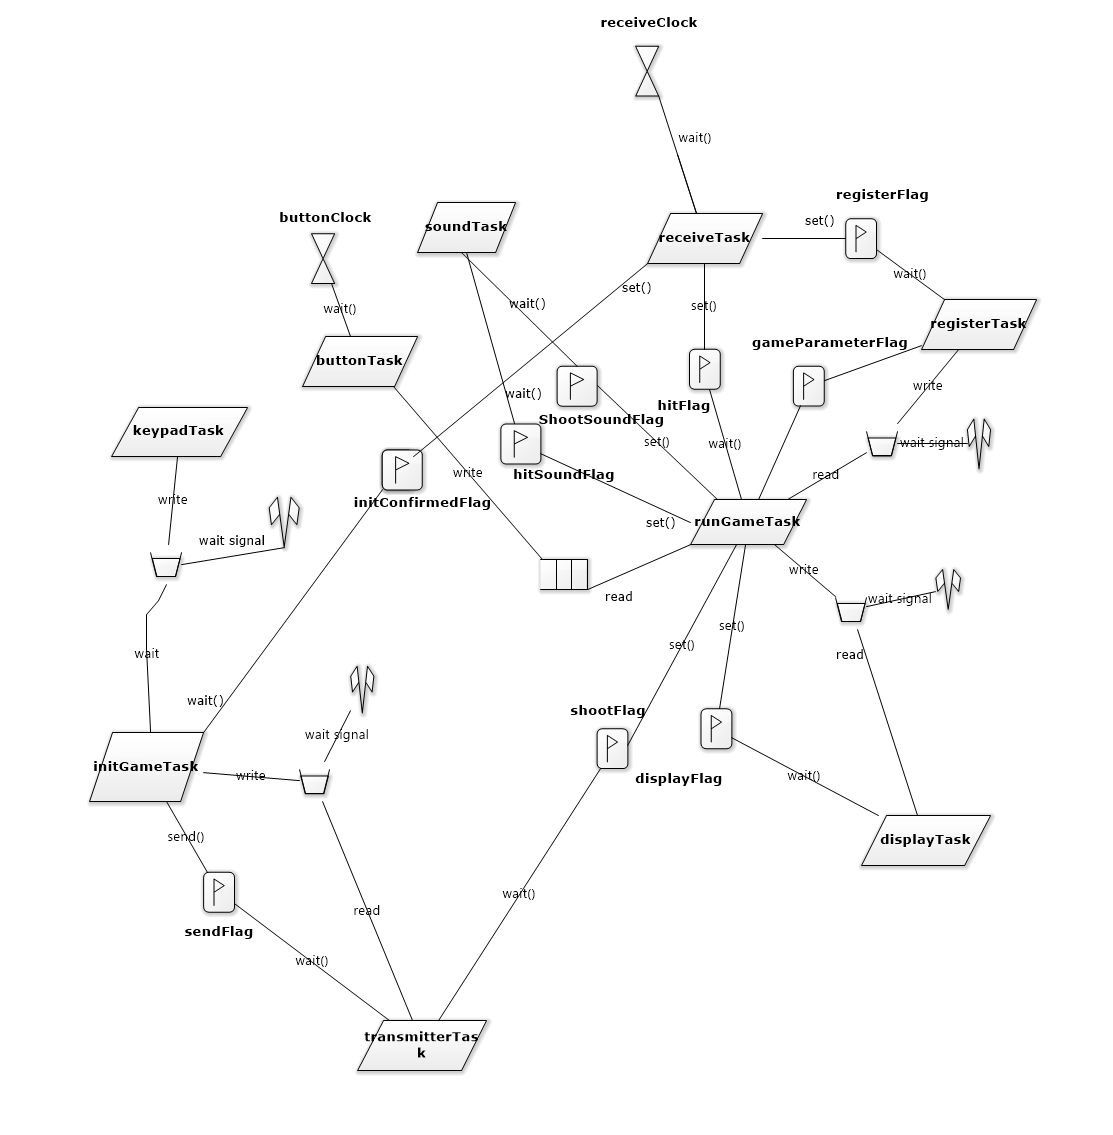 receiveClock
wait()
registerFlag
buttonClock
soundTask
set()
receiveTask
wait()
set()
wait()
wait()
set()
registerTask
gameParameterFlag
buttonTask
write
wait()
hitFlag
ShootSoundFlag
keypadTask
set()
wait()
wait signal
write
hitSoundFlag
read
write
initConfirmedFlag
set()
runGameTask
wait signal
write
read
wait signal
set()
set()
wait
read
wait()
shootFlag
wait signal
initGameTask
write
displayFlag
wait()
send()
displayTask
wait()
read
sendFlag
wait()
transmitterTas
k